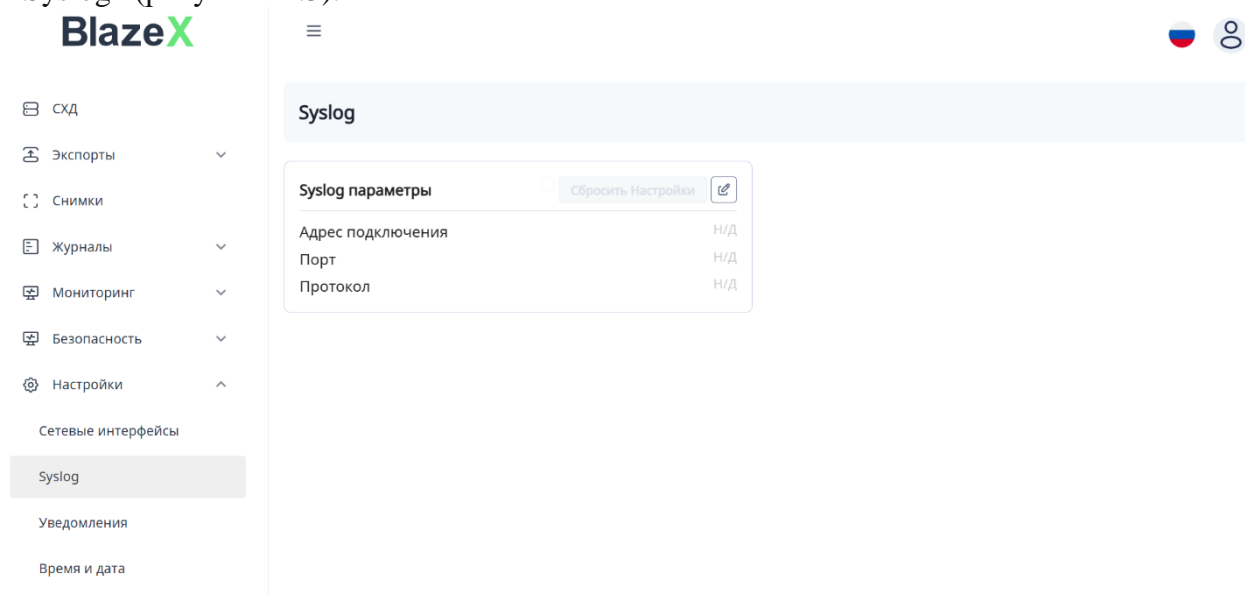 BlazeX
СХД
Экспорты
Снимки
Журналы
Мониторинг
Безопасность
Настройки
Сетевые интерфейсы
Syslog
Уведомления
Время и дата
Syslog
Syslog параметры
Сбросить Настройки
Адрес подключения Н/Д
Порт Н/Д
Протокол Н/Д